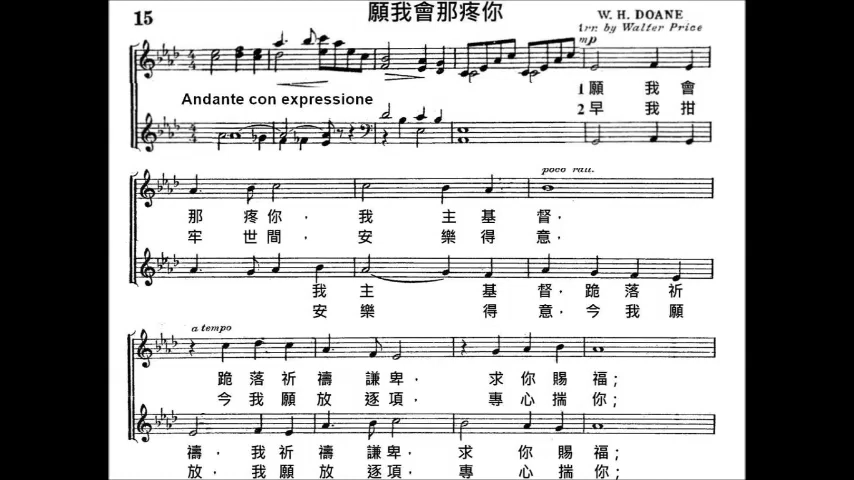 15
願我會那疼你
W. H. DOANE
Arr. by Walter Price
mp
Andante con expressione
1願 我 會
2早 我 拑
poco rall.
那 疼 你， 我 主 基 督，
牢 世 間， 安 樂 得 意，
我 主 基 督，跪 落 祈
安 樂 得 意，今 我 願
a tempo
跪 落 祈 禱 謙 卑， 求 你 賜 福；
今 我 願 放 逐 項， 專 心 揣 你；
禱，我 祈 禱 謙 卑， 求 你 賜 福；
放，我 願 放 逐 項， 專 心 揣 你；